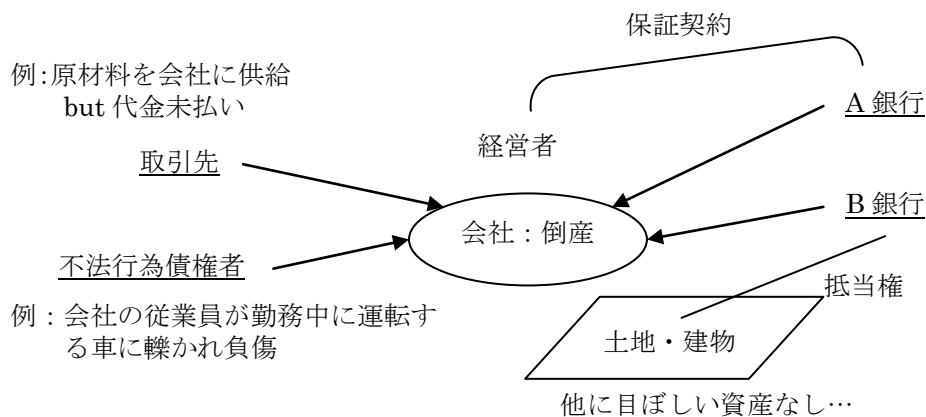 保証契約
例：原材料を会社に供給
but 代金未払い
A 銀行
経営者
取引先
B 銀行
会社：倒産
不法行為債権者
抵当権
例：会社の従業員が勤務中に運転す
る車に轢かれ負傷
土地・建物
他に目ぼしい資産なし…